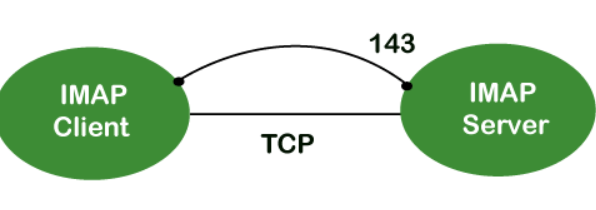 143
IMAP
Client
IMAP
Server
TCP